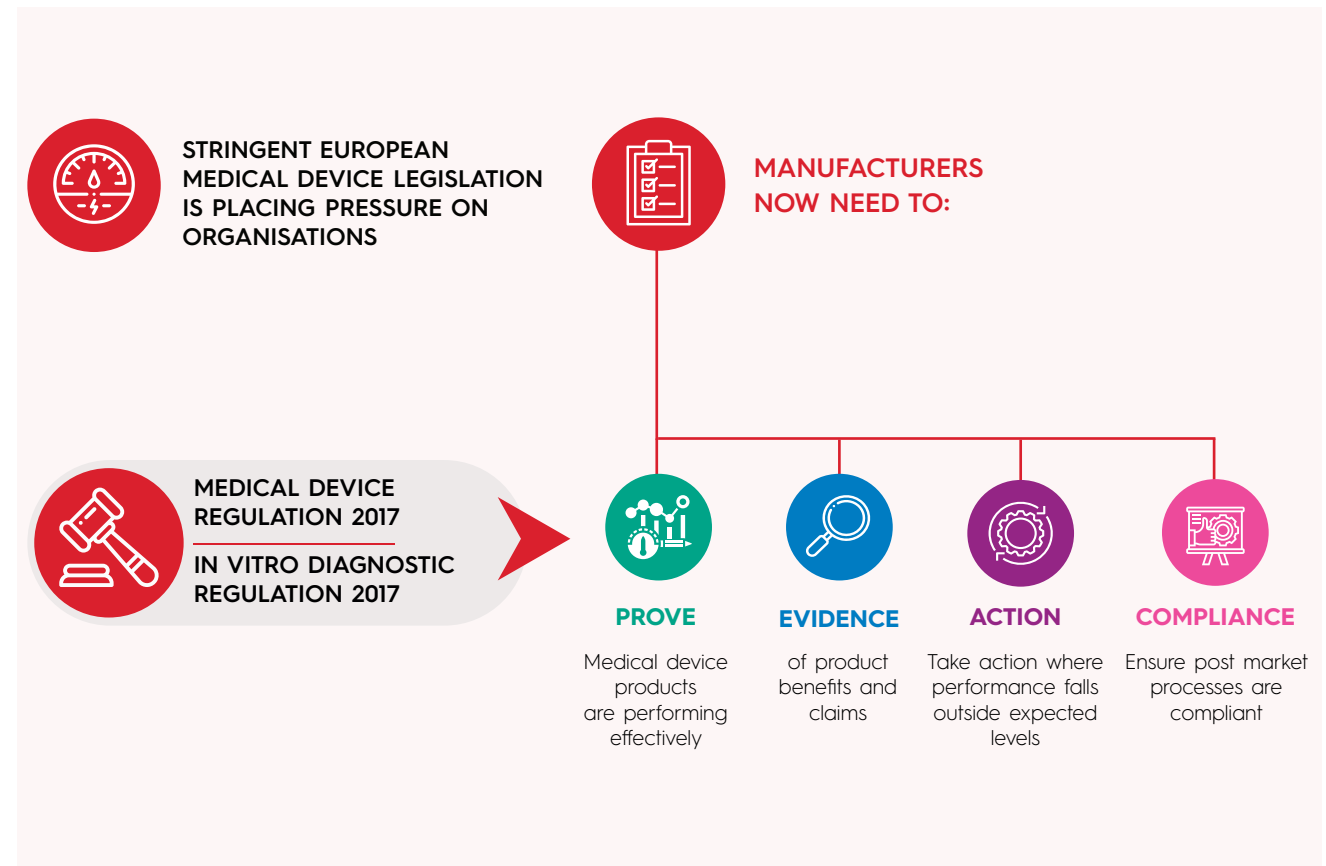 STRINGENT EUROPEAN
MEDICAL DEVICE LEGISLATION
IS PLACING PRESSURE ON
ORGANISATIONS
MANUFACTURERS
NOW NEED TO:
MEDICAL DEVICE
REGULATION 2017
IN VITRO DIAGNOSTIC
REGULATION 2017
PROVE
Medical device
products
are performing
effectively
EVIDENCE
of product
benefits and
claims
ACTION
Take action where
performance falls
outside expected
levels
COMPLIANCE
Ensure post market
processes are
compliant